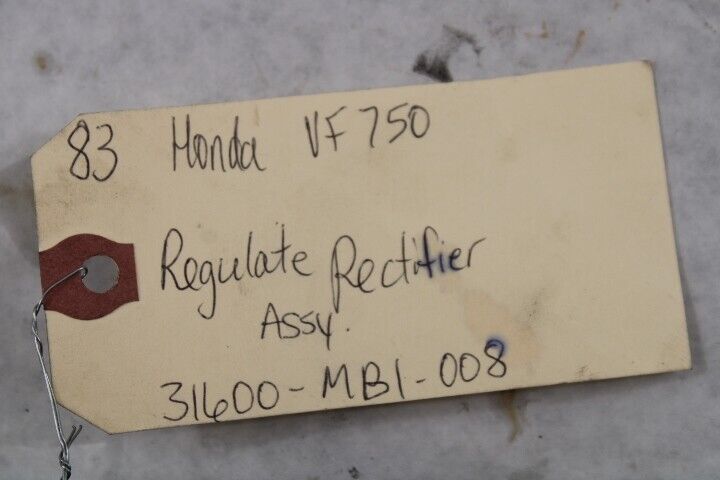 83 Honda VF750
Regulate Rectifier
Assy.
31600-MB1-008